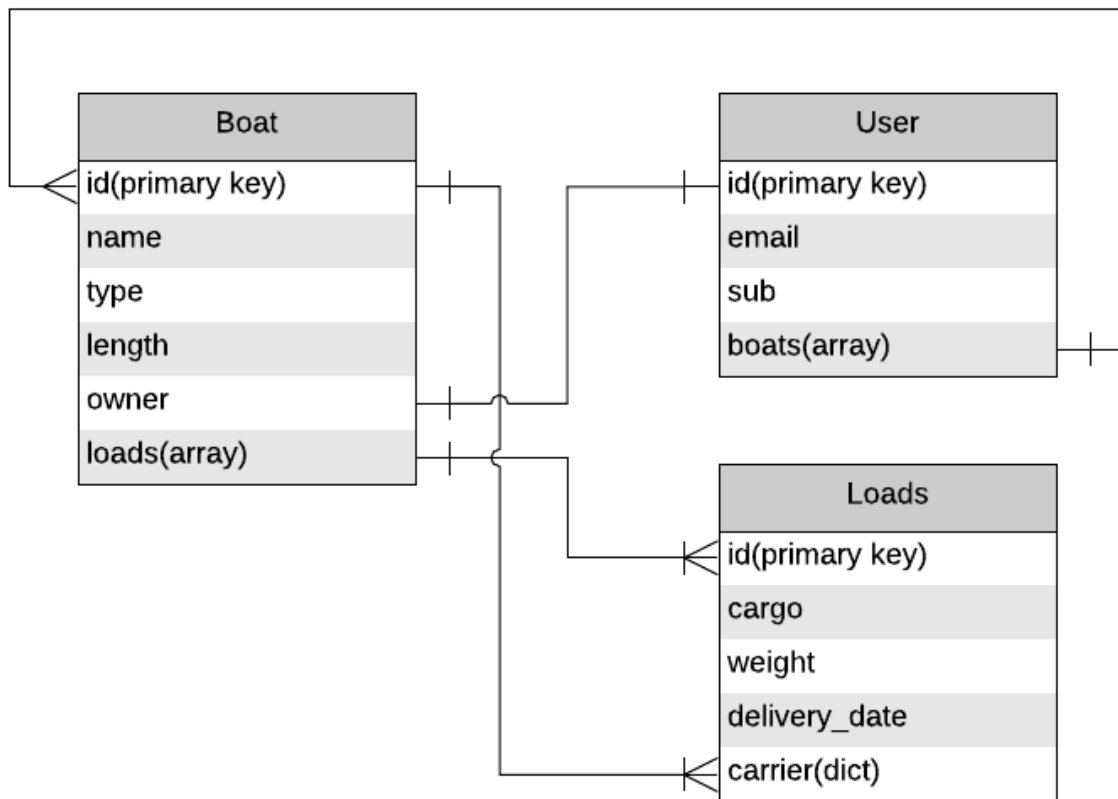 Boat
id(primary key)
name
type
length
owner
loads(array)
User
id(primary key)
email
sub
boats(array)
Loads
id(primary key)
cargo
weight
delivery_date
carrier(dict)